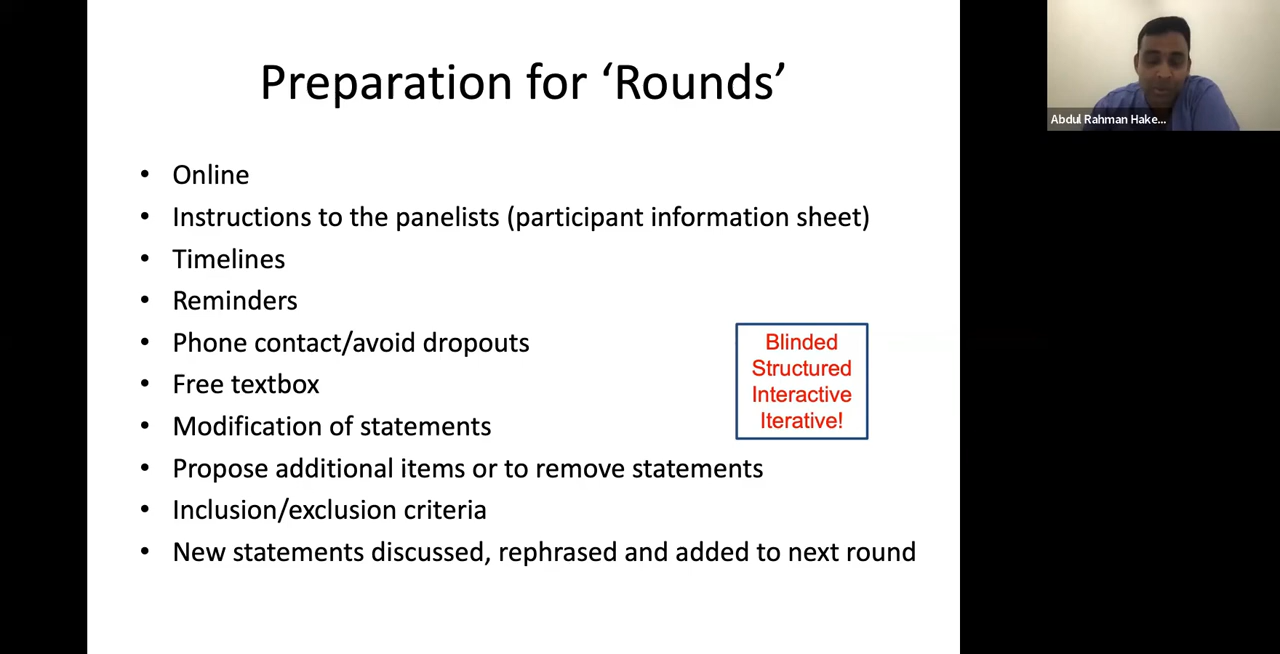 Preparation for ‘Rounds’
• Online
• Instructions to the panelists (participant information sheet)
• Timelines
• Reminders
• Phone contact/avoid dropouts
• Free textbox
• Modification of statements
• Propose additional items or to remove statements
• Inclusion/exclusion criteria
• New statements discussed, rephrased and added to next round
Blinded
Structured
Interactive
Iterative!
Abdul Rahman Hake...